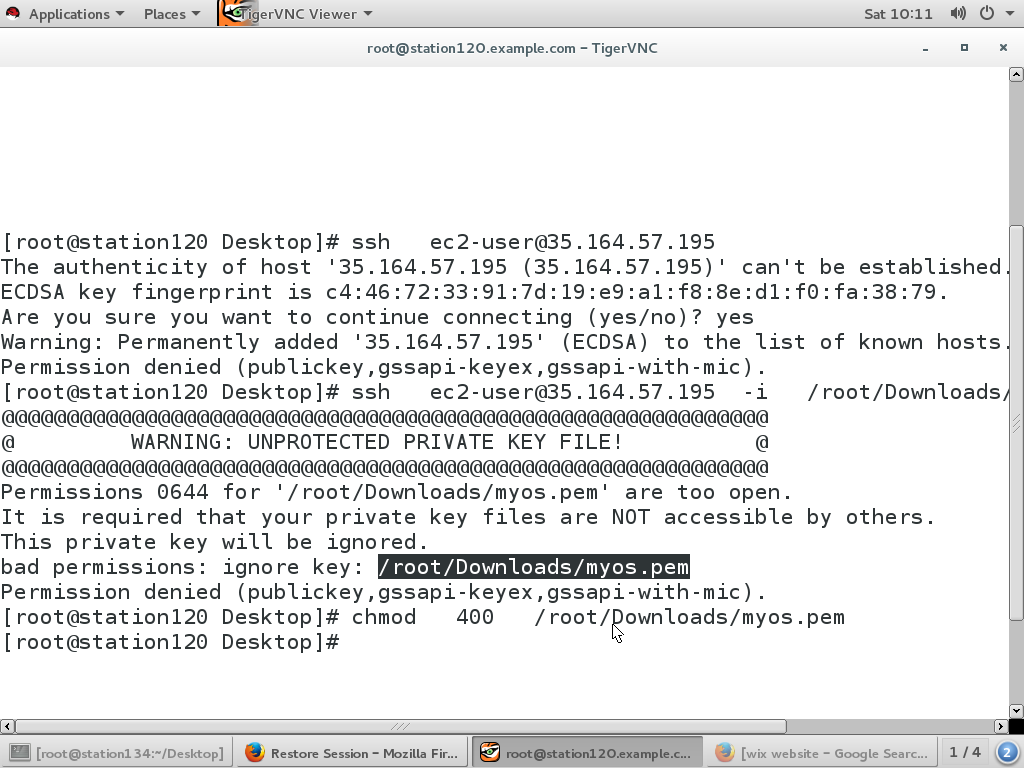 Applications Places TigerVNC Viewer Sat 10:11
root@station120.example.com - TigerVNC
[root@station120 Desktop]# ssh   ec2-user@35.164.57.195
The authenticity of host '35.164.57.195 (35.164.57.195)' can't be established.
ECDSA key fingerprint is c4:46:72:33:91:7d:19:e9:a1:f8:8e:d1:f0:fa:38:79.
Are you sure you want to continue connecting (yes/no)? yes
Warning: Permanently added '35.164.57.195' (ECDSA) to the list of known hosts.
Permission denied (publickey,gssapi-keyex,gssapi-with-mic).
[root@station120 Desktop]# ssh   ec2-user@35.164.57.195  -i   /root/Downloads/
@@@@@@@@@@@@@@@@@@@@@@@@@@@@@@@@@@@@@@@@@@@@@@@@@@@@@@@@@@@
@         WARNING: UNPROTECTED PRIVATE KEY FILE!          @
@@@@@@@@@@@@@@@@@@@@@@@@@@@@@@@@@@@@@@@@@@@@@@@@@@@@@@@@@@@
Permissions 0644 for '/root/Downloads/myos.pem' are too open.
It is required that your private key files are NOT accessible by others.
This private key will be ignored.
bad permissions: ignore key: /root/Downloads/myos.pem
Permission denied (publickey,gssapi-keyex,gssapi-with-mic).
[root@station120 Desktop]# chmod   400   /root/Downloads/myos.pem
[root@station120 Desktop]#
[root@station134:~/Desktop] Restore Session - Mozilla Fir... root@station120.example.c... [wix website - Google Searc... 1 / 4 2